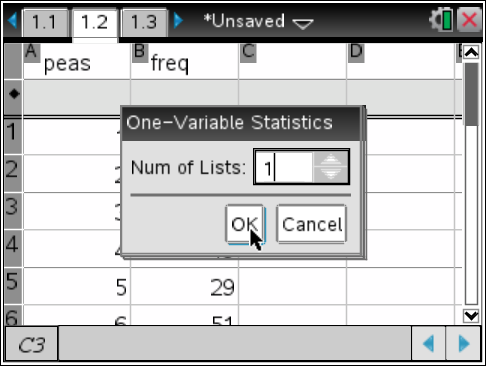 1.1 1.2 1.3 *Unsaved
A peas B freq C D
1
2
3
4
5 5 29
6 6 51
One-Variable Statistics
Num of Lists: 1
OK Cancel
C3